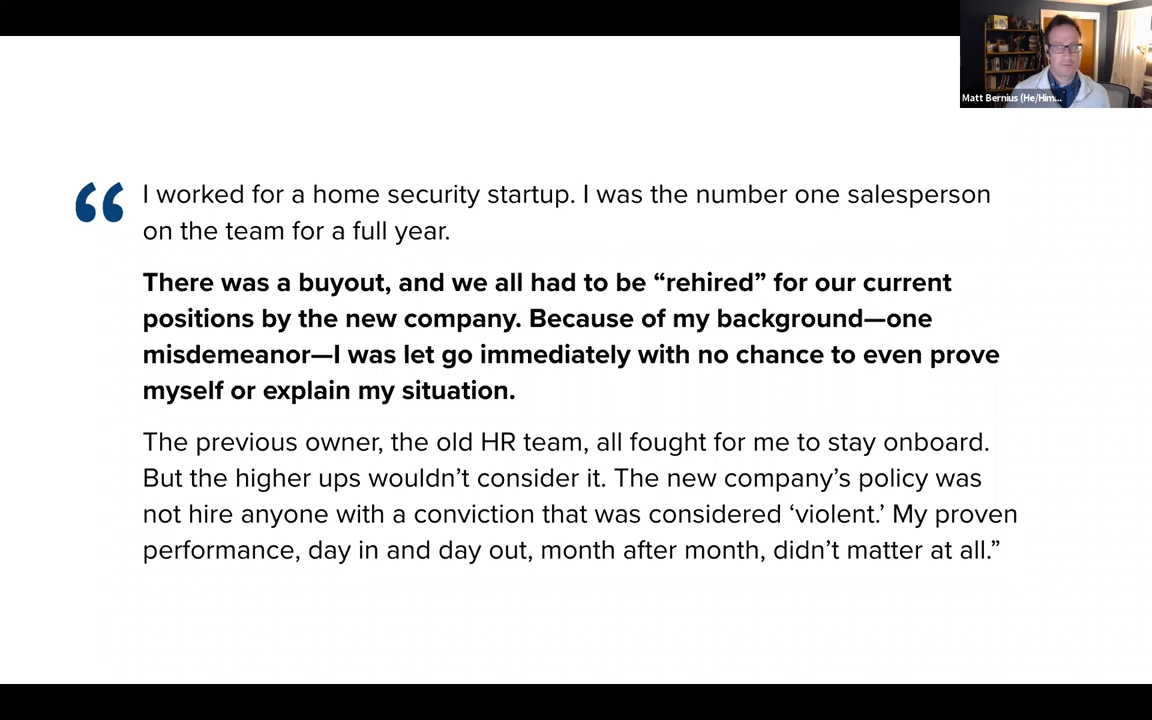 Matt Bernius (He/Him...
“ I worked for a home security startup. I was the number one salesperson
on the team for a full year.
There was a buyout, and we all had to be “rehired” for our current
positions by the new company. Because of my background—one
misdemeanor—I was let go immediately with no chance to even prove
myself or explain my situation.
The previous owner, the old HR team, all fought for me to stay onboard.
But the higher ups wouldn’t consider it. The new company’s policy was
not hire anyone with a conviction that was considered ‘violent.’ My proven
performance, day in and day out, month after month, didn’t matter at all.”